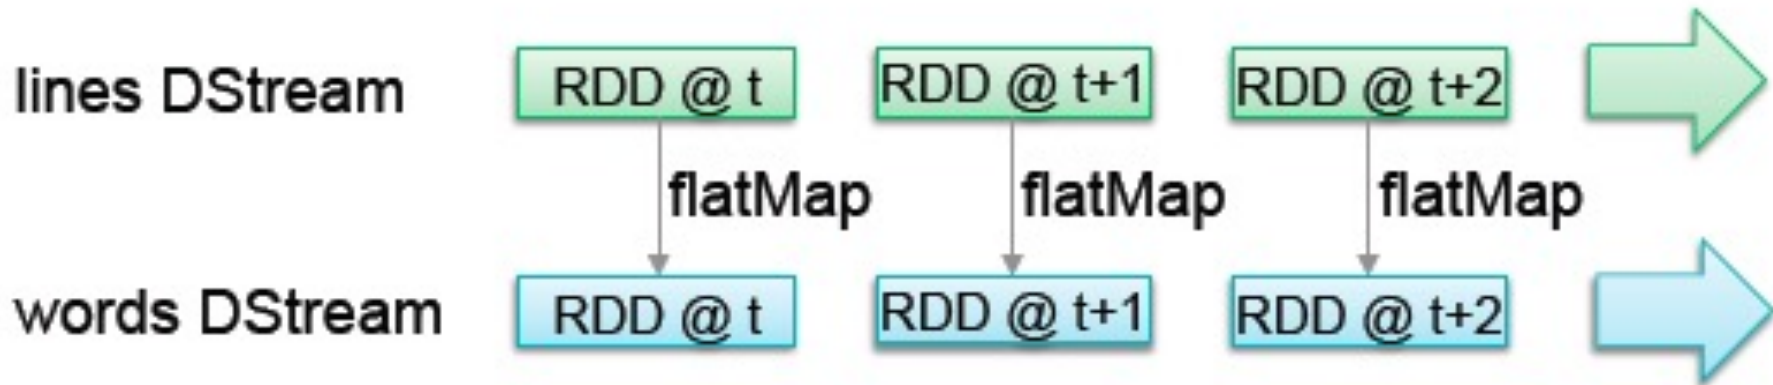 lines DStream RDD @ t RDD @ t+1 RDD @ t+2
flatMap flatMap flatMap
words DStream RDD @ t RDD @ t+1 RDD @ t+2